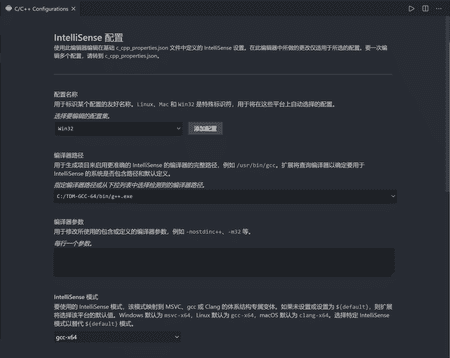 C/C++ Configurations
IntelliSense 配置
使用此编辑器编辑在基础 c_cpp_properties.json 文件中定义的 IntelliSense 设置。在此编辑器中所做的更改仅适用于所选的配置。要一次编
辑多个配置，请转到 c_cpp_properties.json。
配置名称
用于标识某个配置的友好名称。Linux、Mac 和 Win32 是特殊标识符，用于将在这些平台上自动选择的配置。
选择要编辑的配置集。
Win32
添加配置
编译器路径
用于生成项目来启用更准确的 IntelliSense 的编译器的完整路径，例如 /usr/bin/gcc。扩展将查询编译器以确定要用于
IntelliSense 的系统是否包含路径和默认定义。
指定编译器路径或从下拉列表中选择检测到的编译器路径。
C:/TDM-GCC-64/bin/g++.exe
编译器参数
用于修改所使用的包含或定义的编译器参数，例如 -nostdinc++、-m32 等。
每行一个参数。
IntelliSense 模式
要使用的 IntelliSense 模式，该模式映射到 MSVC、gcc 或 Clang 的体系结构专属变体。如果未设置或设置为 ${default}，则扩展
将选择该平台的默认值。Windows 默认为 msvc-x64，Linux 默认为 gcc-x64，macOS 默认为 clang-x64。选择特定 IntelliSense
模式以替代 ${default} 模式。
gcc-x64